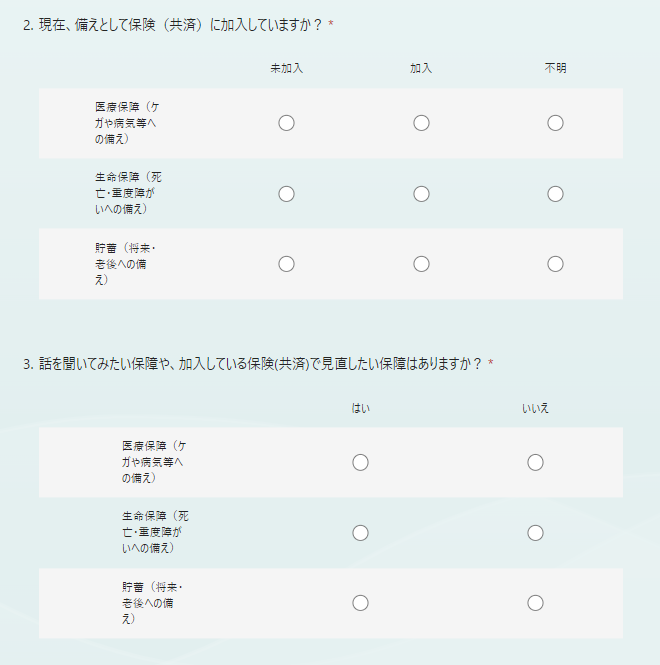 2. 現在、備えとして保険（共済）に加入していますか？ *
未加入 加入 不明
医療保障（ケ
ガや病気等へ
の備え）
生命保障（死
亡・重度障が
いへの備え）
貯蓄（将来・
老後への備
え）
3. 話を聞いてみたい保障や、加入している保険(共済)で見直したい保障はありますか？ *
はい いいえ
医療保障（ケ
ガや病気等へ
の備え）
生命保障（死
亡・重度障が
いへの備え）
貯蓄（将来・
老後への備
え）